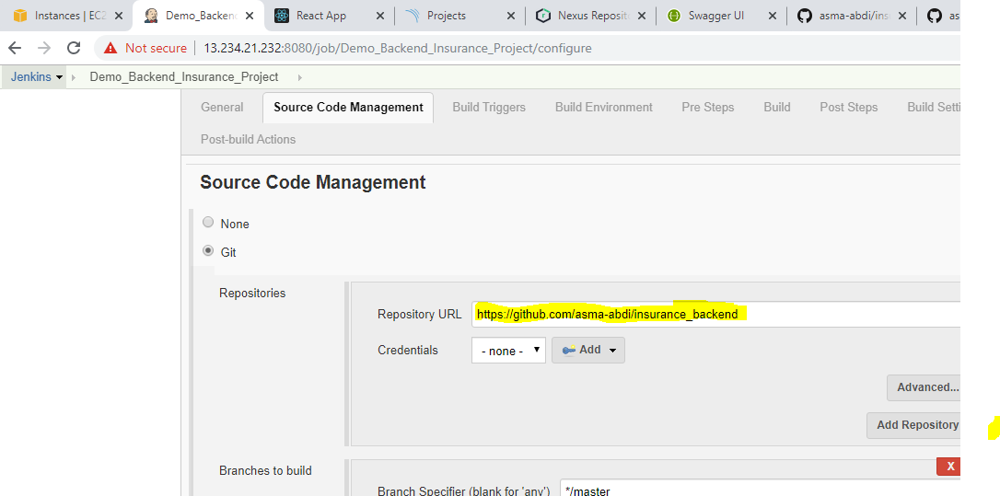 Instances | EC2
Demo_Backend
React App
Projects
Nexus Reposit
Swagger UI
asma-abdi/ins
as
Not secure | 13.234.21.232:8080/job/Demo_Backend_Insurance_Project/configure
Jenkins
Demo_Backend_Insurance_Project
General
Source Code Management
Build Triggers
Build Environment
Pre Steps
Build
Post Steps
Build Setti
Post-build Actions
Source Code Management
None
Git
Repositories
Repository URL
https://github.com/asma-abdi/insurance_backend
Credentials
- none -
Add
Advanced...
Add Repository
Branches to build
X
Branch Specifier (blank for 'any')
*/master